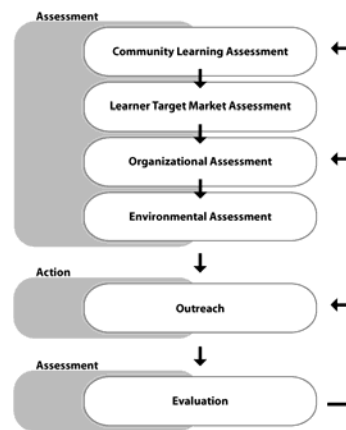 Assessment
Community Learning Assessment
Learner Target Market Assessment
Organizational Assessment
Environmental Assessment
Action
Outreach
Assessment
Evaluation